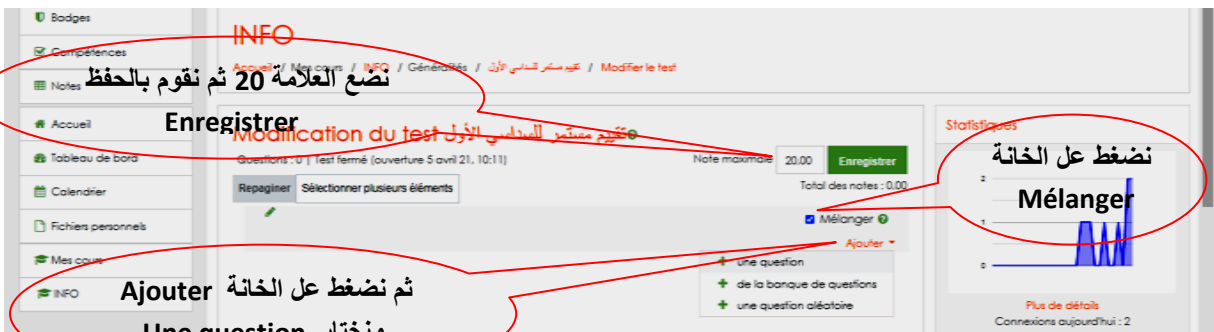 Badges
Compétences
Notes
Accueil
Tableau de bord
Calendrier
Fichiers personnels
Mes cours
INFO
INFO
Accueil / Mes cours / INFO / Généralités / تقييم مستمر للسداسي الأول / Modifier le test
نضع العلامة 20 ثم نقوم بالحفظ
Enregistrer
Modification du test تقييم مستمر للسداسي الأول
Questions : 0 | Test fermé (ouverture 5 avril 21, 10:11)
Note maximale 20,00 Enregistrer
Repaginer Sélectionner plusieurs éléments
Total des notes : 0,00
Mélanger
Ajouter
+ une question
+ de la banque de questions
+ une question aléatoire
ثم نضغط عل الخانة Ajouter
ونختار Une question
Statistiques
نضغط عل الخانة
Mélanger
2
1
0
Plus de détails
Connexions aujourd'hui : 2